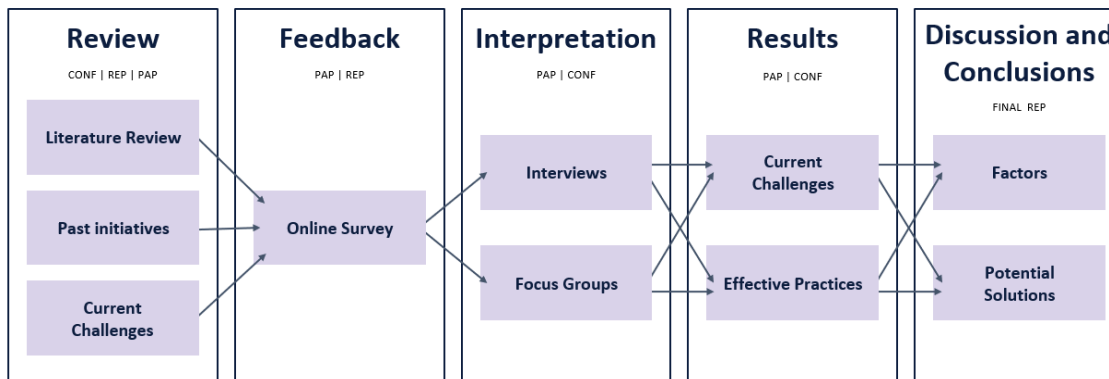 Review
CONF | REP | PAP
Literature Review
Past initiatives
Current
Challenges
Feedback
PAP | REP
Online Survey
Interpretation
PAP | CONF
Interviews
Focus Groups
Results
PAP | CONF
Current
Challenges
Effective Practices
Discussion and
Conclusions
FINAL REP
Factors
Potential
Solutions